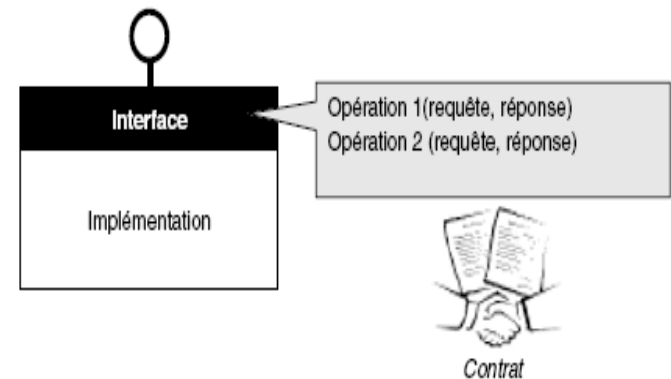 Interface
Opération 1(requête, réponse)
Opération 2 (requête, réponse)
Implémentation
Contrat